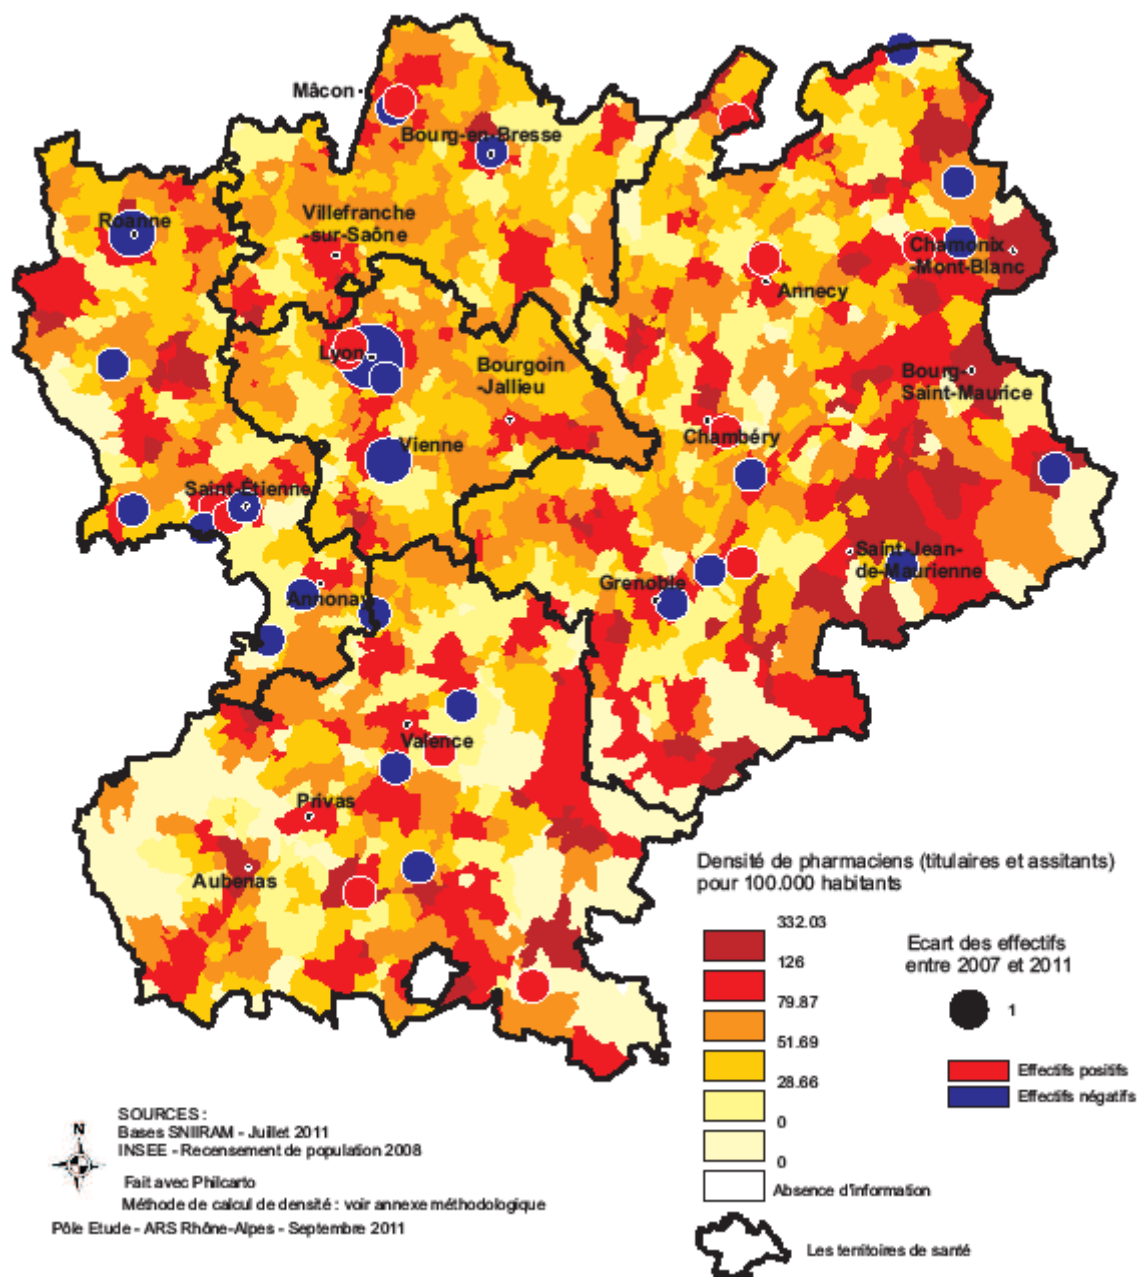 Mâcon
Bourg-en-Bresse
Roanne
Villefranche
-sur-Saône
Chamonix
-Mont-Blanc
Annecy
Lyon
Bourgoin
-Jallieu
Bourg-
Saint-Maurice
Chambéry
Vienne
Saint-Étienne
Saint-Jean-
de-Maurienne
Grenoble
Annonay
Valence
Privas
Aubenas
Densité de pharmaciens (titulaires et assitants)
pour 100.000 habitants
332.03
126
79.87
51.69
28.66
0
0
Absence d'information
Ecart des effectifs
entre 2007 et 2011
1
Effectifs positifs
Effectifs négatifs
Les territoires de santé
SOURCES :
Bases SNIIRAM - Juillet 2011
INSEE - Recensement de population 2008
N
Fait avec Philcarto
Méthode de calcul de densité : voir annexe méthodologique
Pôle Etude - ARS Rhône-Alpes - Septembre 2011